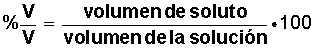 %V/V = volumen de soluto / volumen de la solución • 100